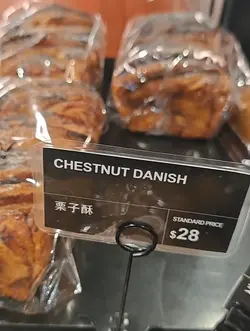 CHESTNUT DANISH
栗子酥
STANDARD PRICE
$28